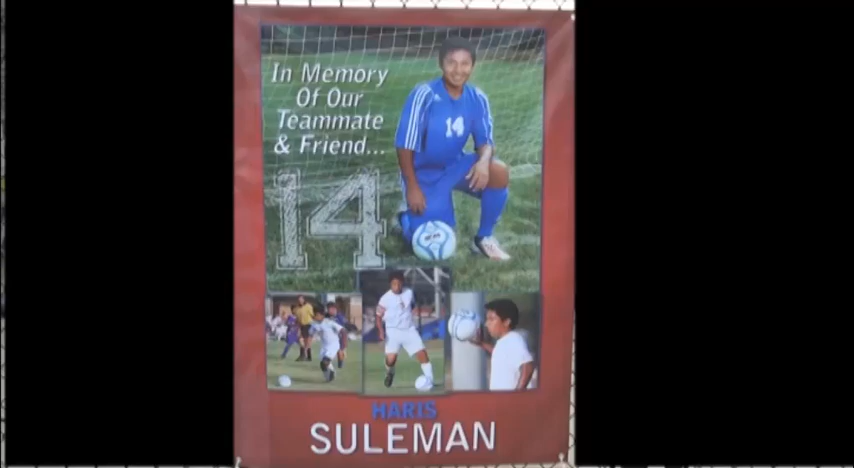 In Memory
Of Our
Teammate
& Friend...
14
14
HARIS
SULEMAN